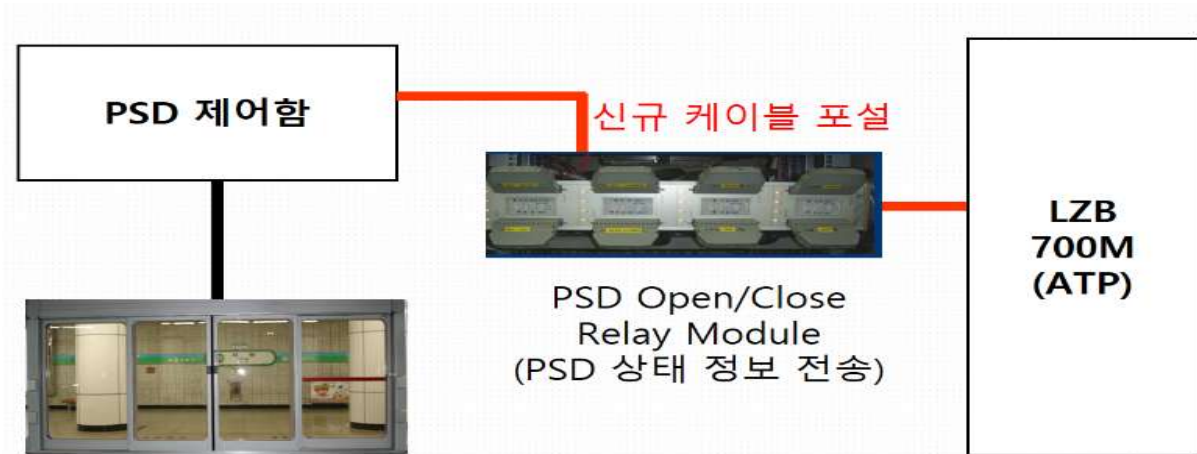 PSD 제어함
신규 케이블 포설
LZB
700M
(ATP)
PSD Open/Close
Relay Module
(PSD 상태 정보 전송)